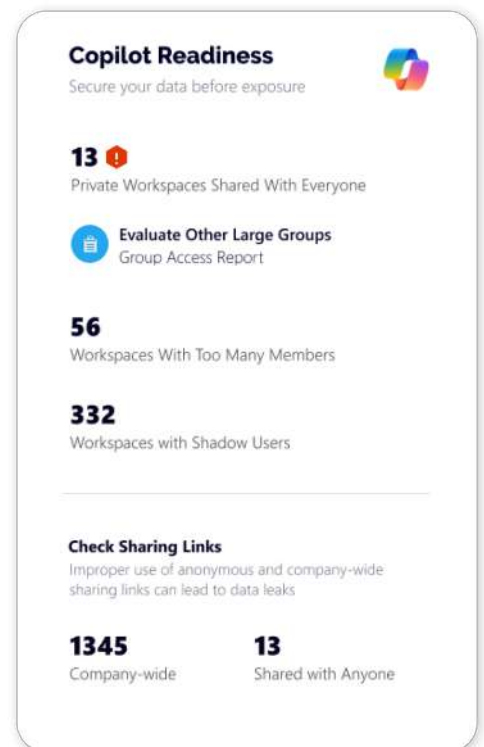 Copilot Readiness
Secure your data before exposure
13
Private Workspaces Shared With Everyone
Evaluate Other Large Groups
Group Access Report
56
Workspaces With Too Many Members
332
Workspaces with Shadow Users
Check Sharing Links
Improper use of anonymous and company-wide
sharing links can lead to data leaks
1345 13
Company-wide Shared with Anyone